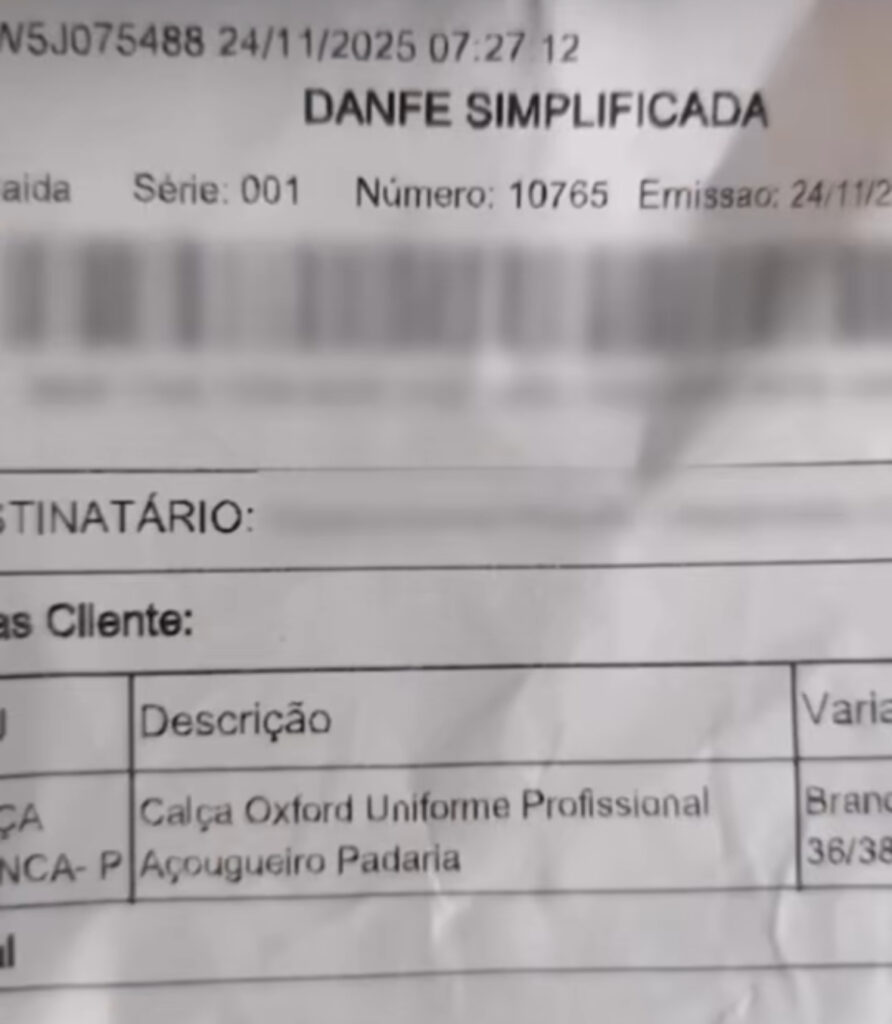 W5J075488 24/11/2025 07:27 12
DANFE SIMPLIFICADA
aida Série: 001 Número: 10765 Emissao: 24/11/2
STINATÁRIO:
as Cliente:
J Descrição Varia
ÇA Calça Oxford Uniforme Profissional Branc
NCA- P Açougueiro Padaria 36/38
al